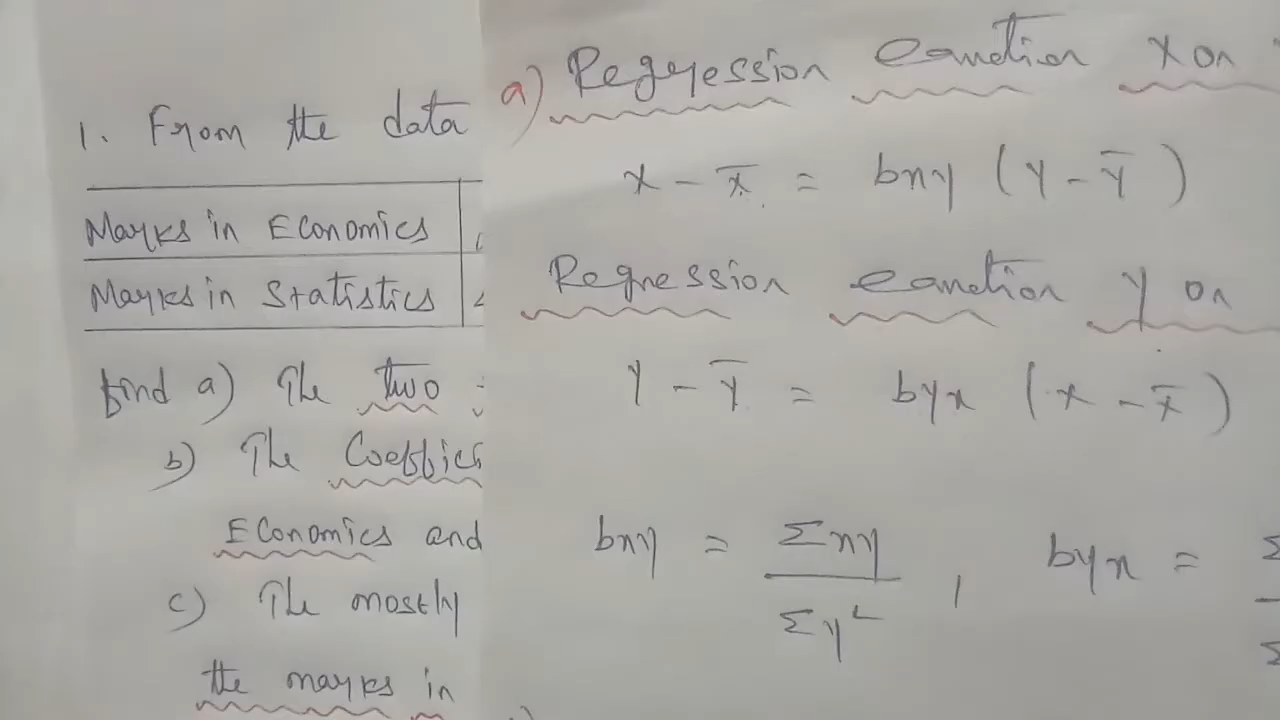 1. From the data
Marks in Economics
Marks in Statistics
find a) The two
b) The Coeffici
Economics and
c) The mostly
the marks in
a) Regression equation X on
x - x̅ = bxy (y - y̅)
Regression equation y on
y - y̅ = byx (x - x̅)
bxy = Σxy / Σy² , byx = Σ / Σ